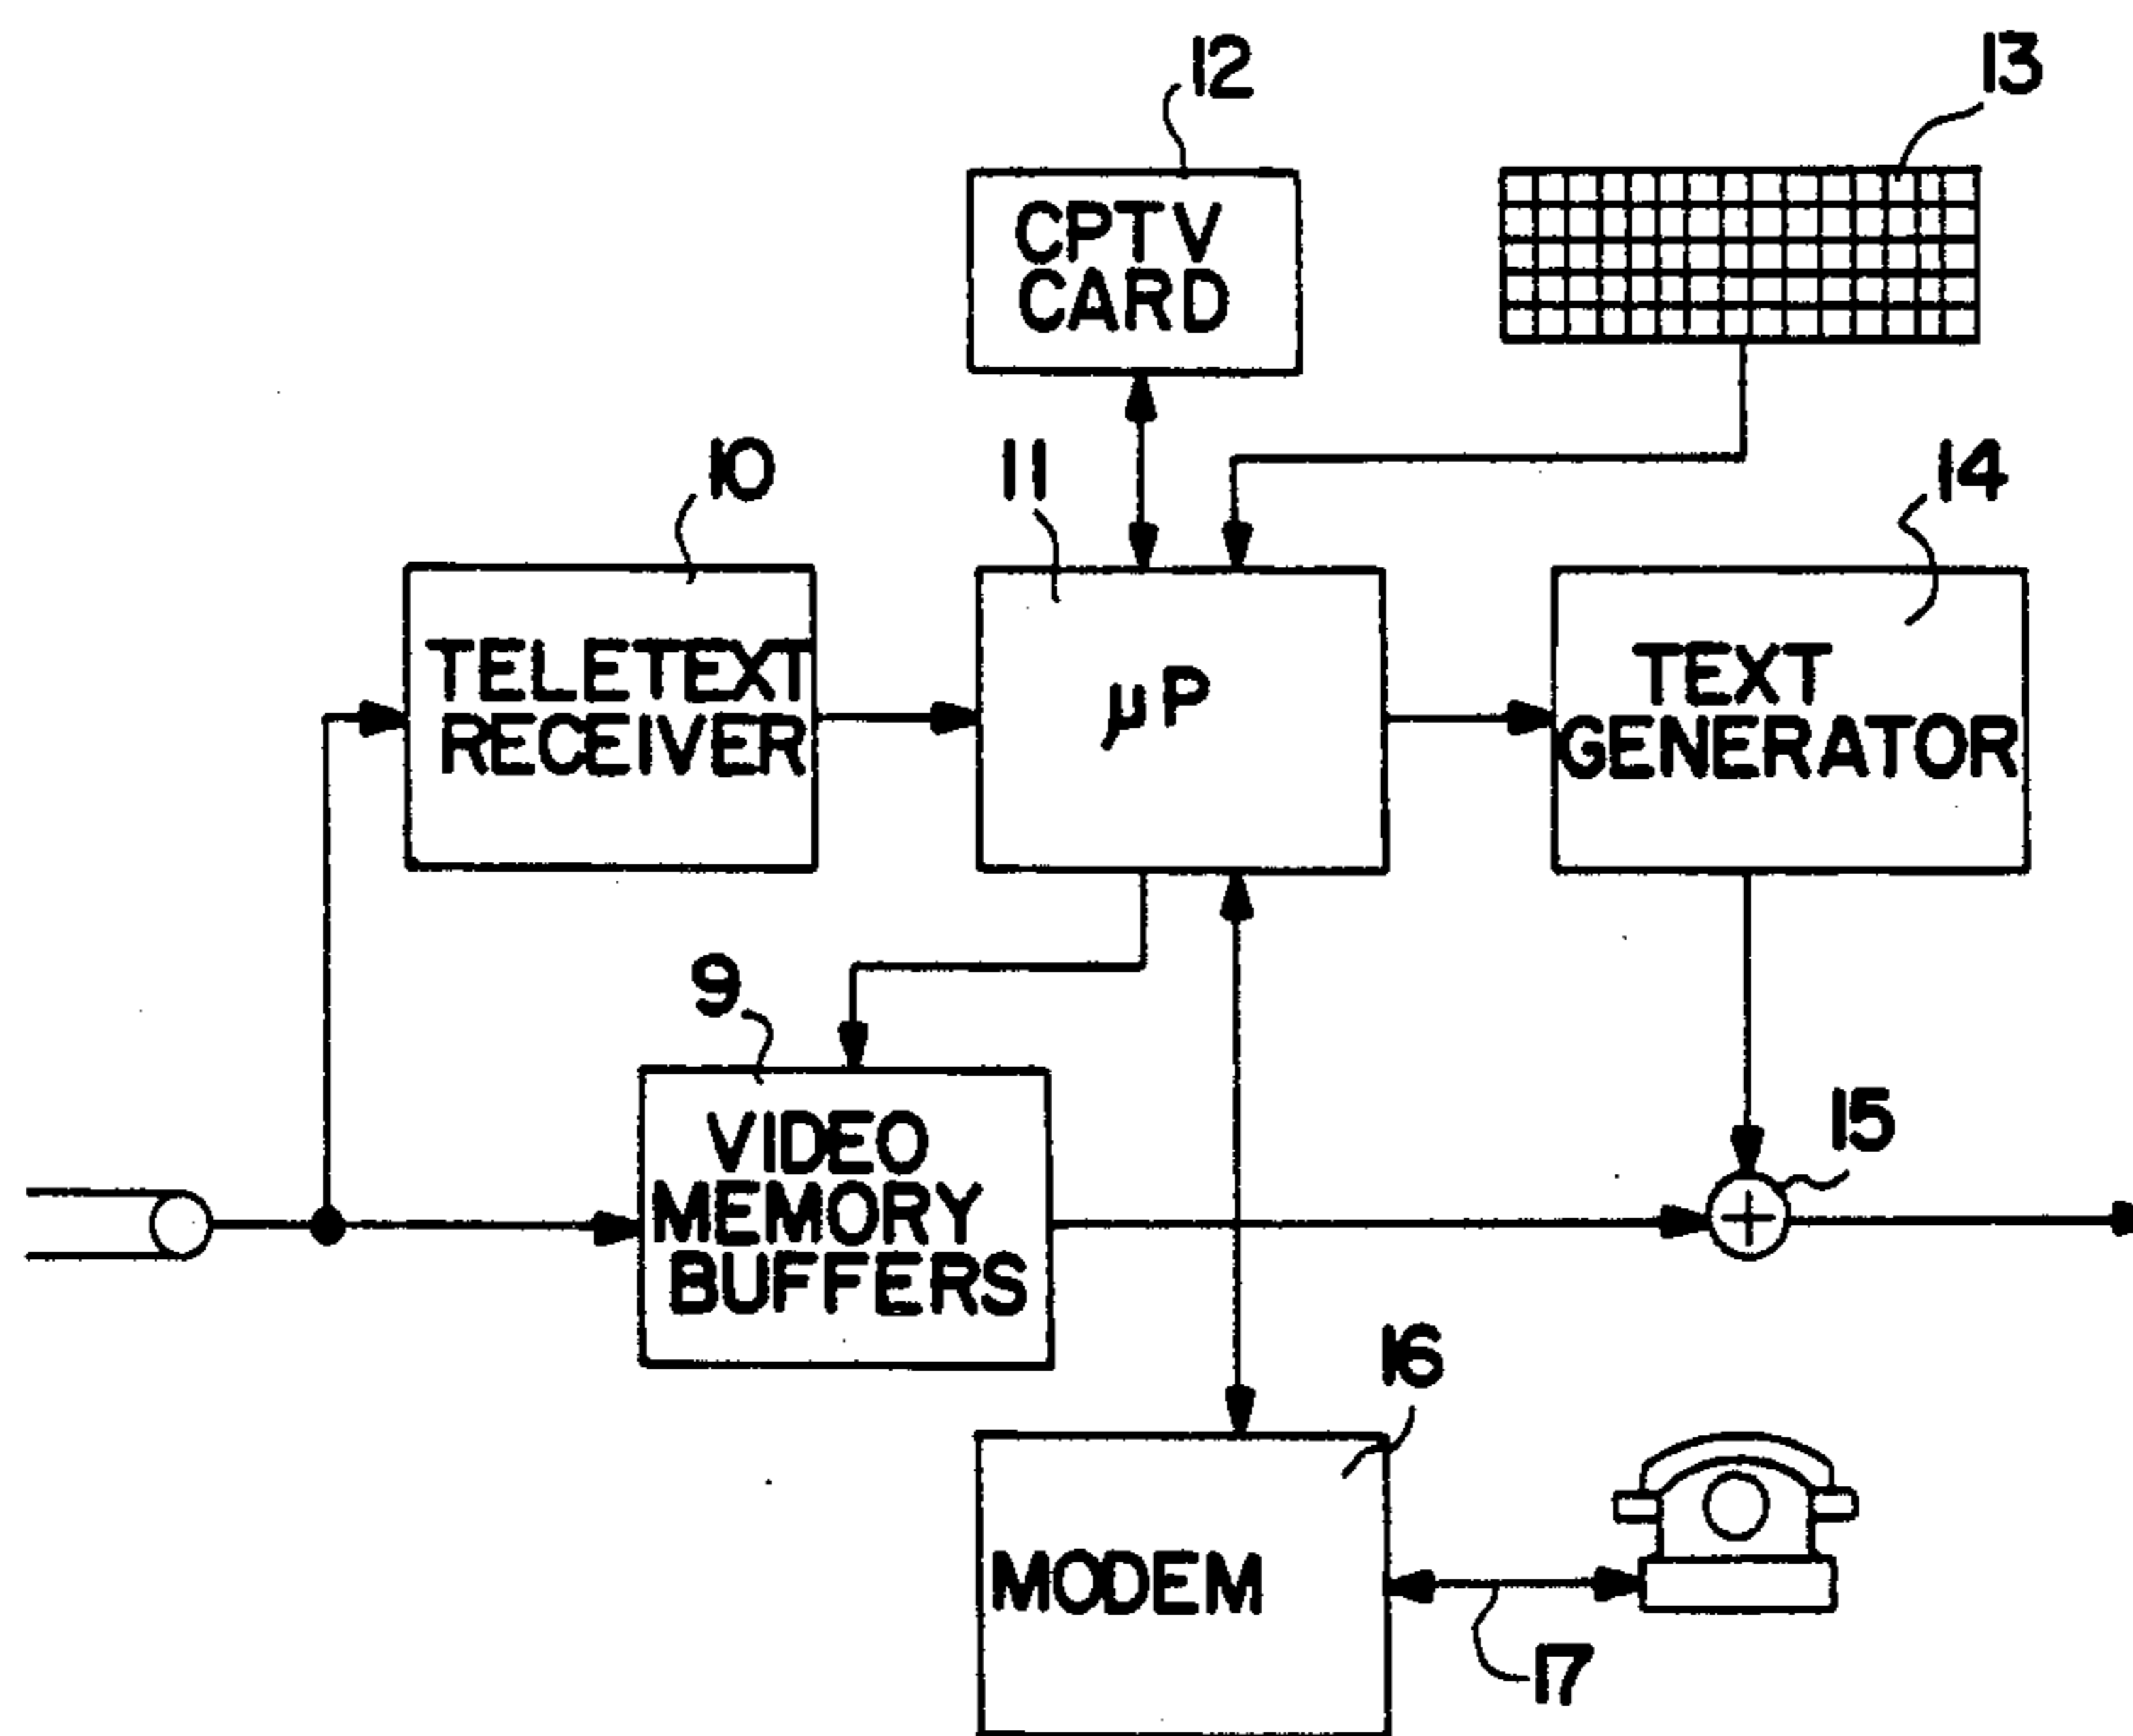 12
13
CPTV
CARD
10
11
14
TELETEXT
RECEIVER
µP
TEXT
GENERATOR
9
VIDEO
MEMORY
BUFFERS
15
16
MODEM
17